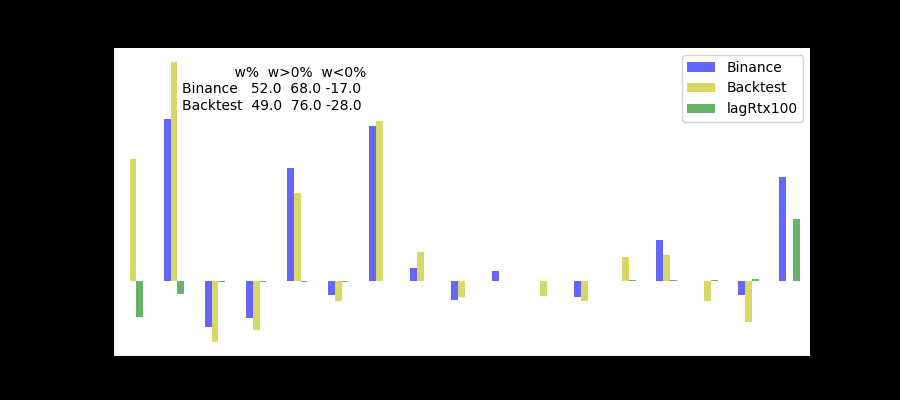 w%  w>0%  w<0%
Binance   52.0  68.0 -17.0
Backtest  49.0  76.0 -28.0
Binance
Backtest
lagRtx100